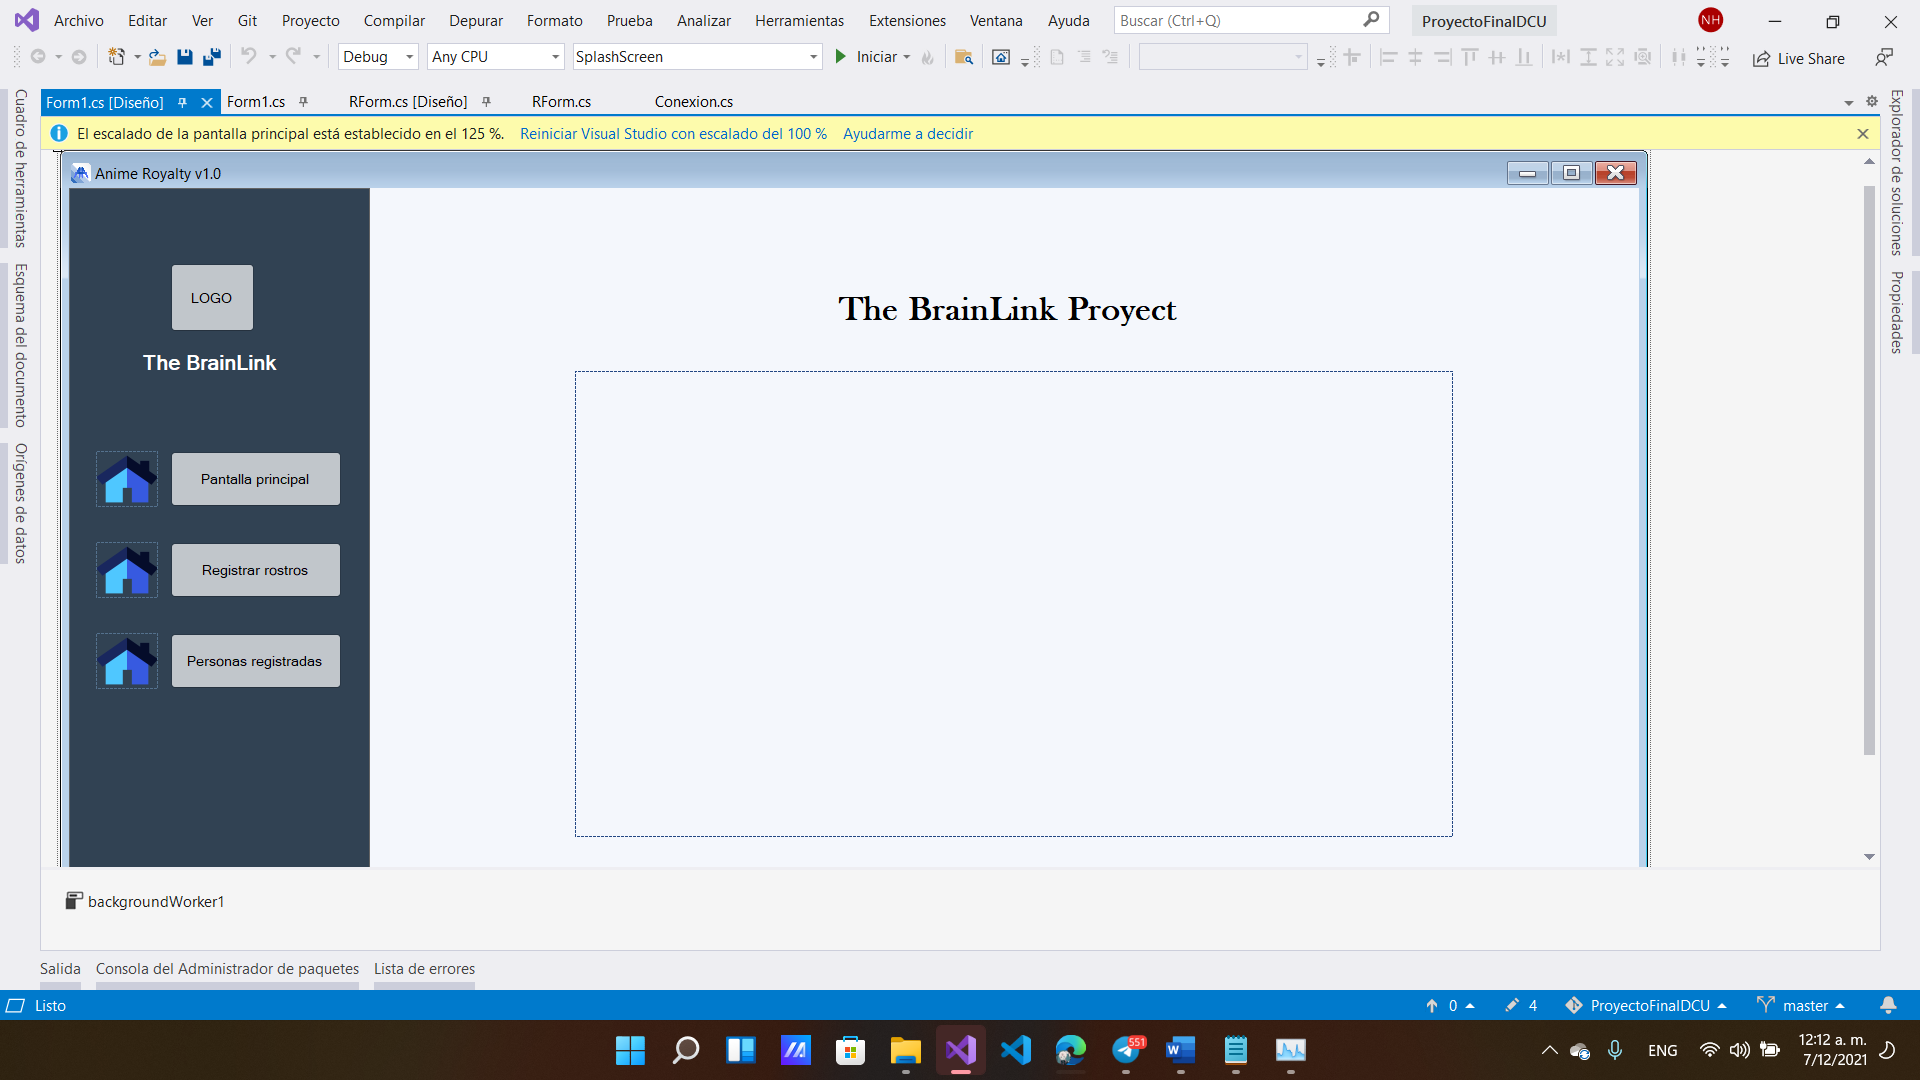 Archivo Editar Ver Git Proyecto Compilar Depurar Formato Prueba Analizar Herramientas Extensiones Ventana Ayuda Buscar (Ctrl+Q) ProyectoFinalDCU NH
Debug Any CPU SplashScreen Iniciar Live Share
Form1.cs [Diseño] Form1.cs RForm.cs [Diseño] RForm.cs Conexion.cs
El escalado de la pantalla principal está establecido en el 125 %. Reiniciar Visual Studio con escalado del 100 % Ayudarme a decidir
Cuadro de herramientas
Esquema del documento
Orígenes de datos
Explorador de soluciones
Propiedades
Anime Royalty v1.0
LOGO
The BrainLink
The BrainLink Proyect
Pantalla principal
Registrar rostros
Personas registradas
backgroundWorker1
Salida Consola del Administrador de paquetes Lista de errores
Listo 0 4 ProyectoFinalDCU master
551
ENG 12:12 a. m.
7/12/2021